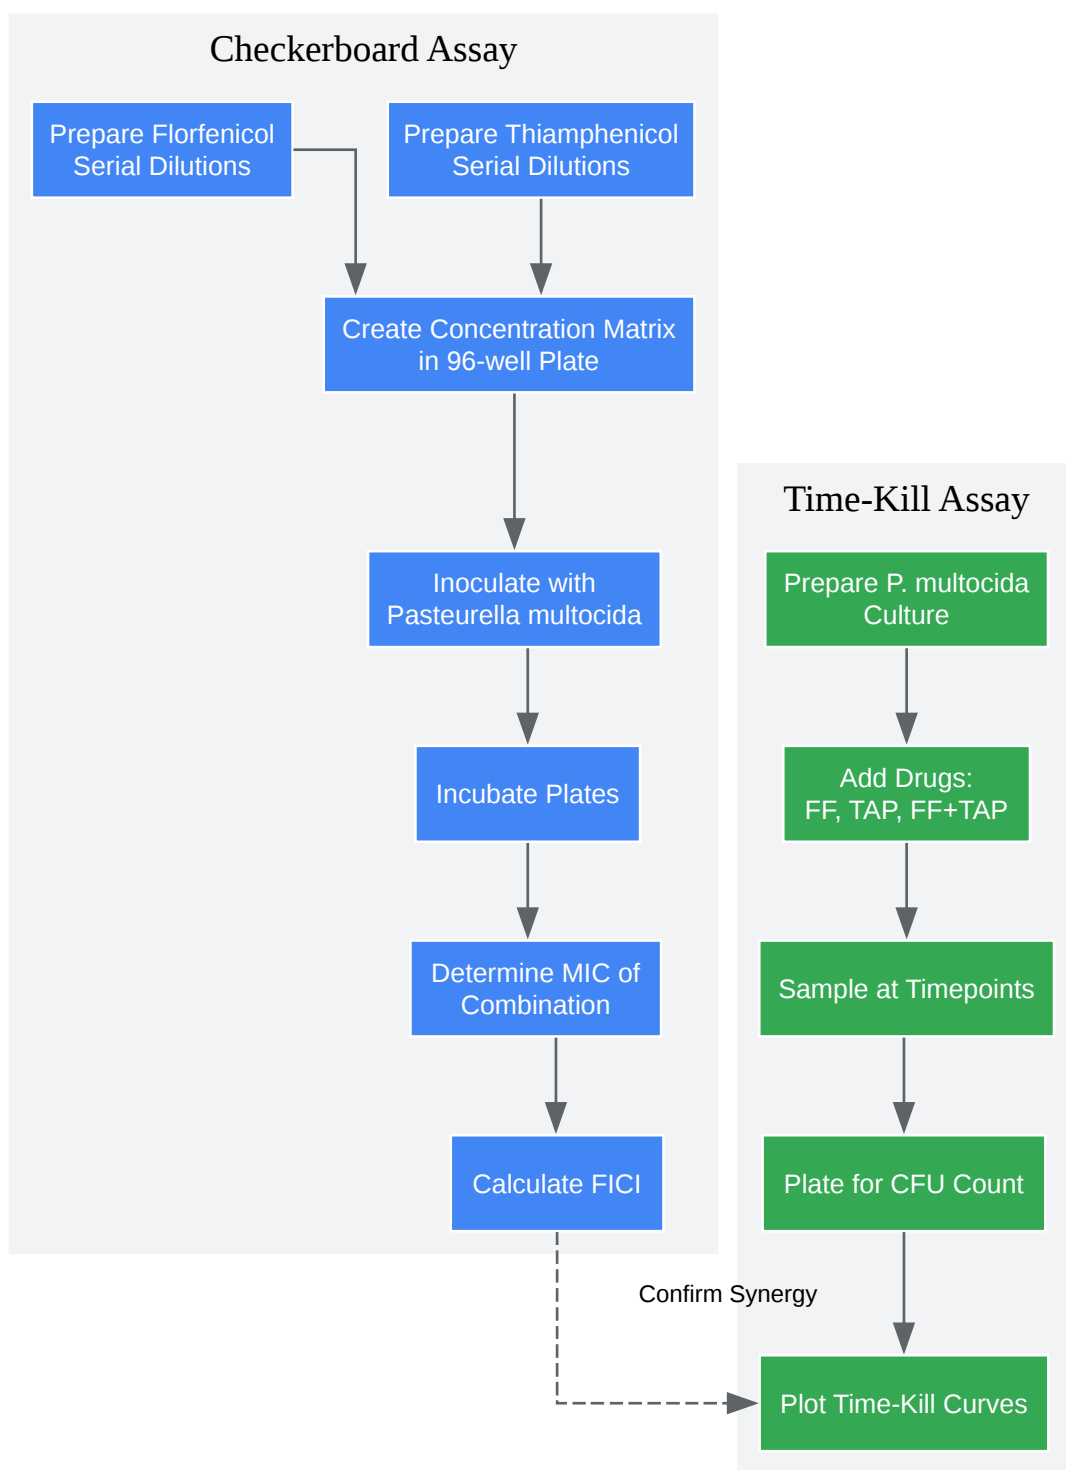 Checkerboard Assay
Prepare Florfenicol
Serial Dilutions
Prepare Thiamphenicol
Serial Dilutions
Create Concentration Matrix
in 96-well Plate
Inoculate with
Pasteurella multocida
Incubate Plates
Determine MIC of
Combination
Calculate FICI
Confirm Synergy
Time-Kill Assay
Prepare P. multocida
Culture
Add Drugs:
FF, TAP, FF+TAP
Sample at Timepoints
Plate for CFU Count
Plot Time-Kill Curves